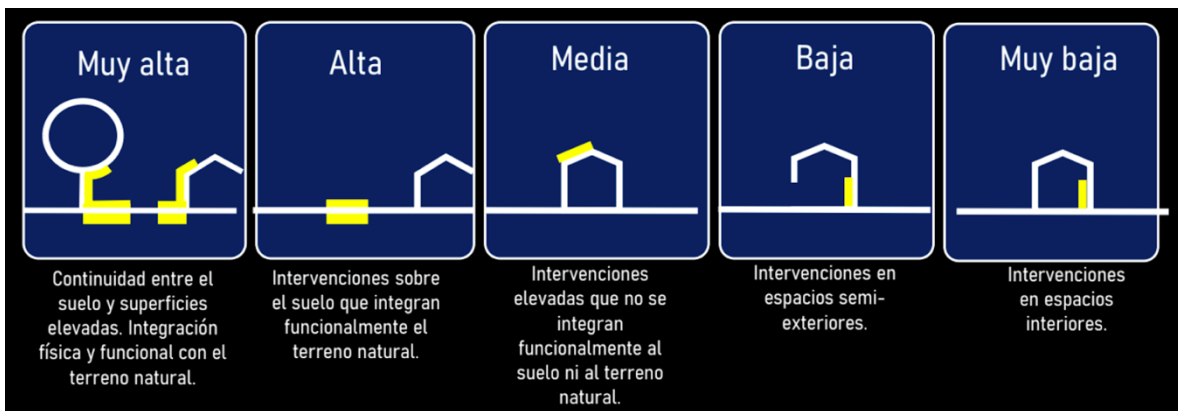 Muy alta
Continuidad entre el
suelo y superficies
elevadas. Integración
física y funcional con el
terreno natural.
Alta
Intervenciones sobre
el suelo que integran
funcionalmente el
terreno natural.
Media
Intervenciones
elevadas que no se
integran
funcionalmente al
suelo ni al terreno
natural.
Baja
Intervenciones en
espacios semi-
exteriores.
Muy baja
Intervenciones
en espacios
interiores.